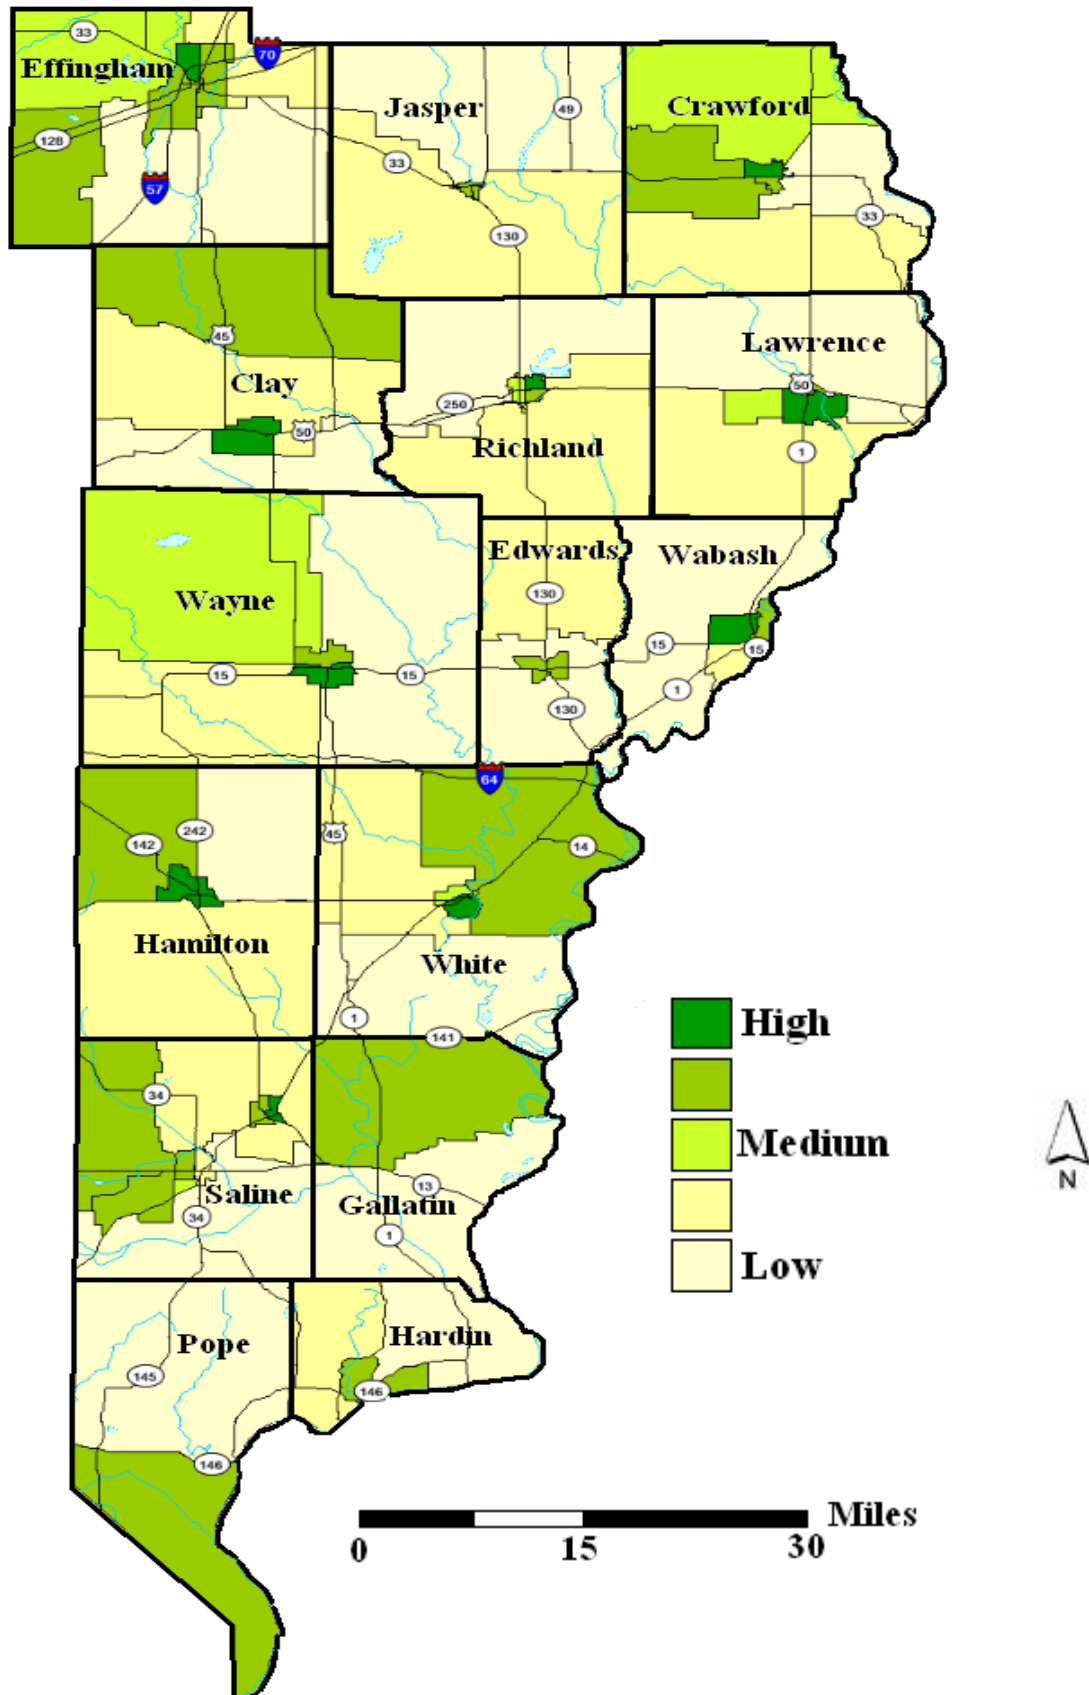 33
70
Effingham
Jasper
49
Crawford
128
33
57
33
130
45
Lawrence
50
Clay
250
50
Richland
1
Edwards
Wabash
130
Wayne
15
15
15
15
1
130
64
45
242
142
14
Hamilton
White
High
1
141
34
Medium
13
Saline
Gallatin
34
1
Low
N
Hardin
Pope
145
146
146
Miles
0 15 30